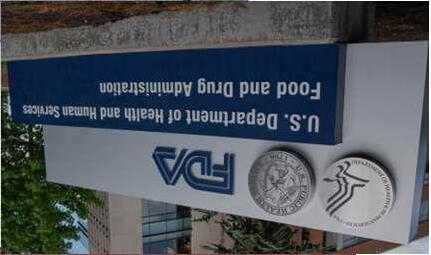 FDA
U.S. Department of Health and Human Services
Food and Drug Administration